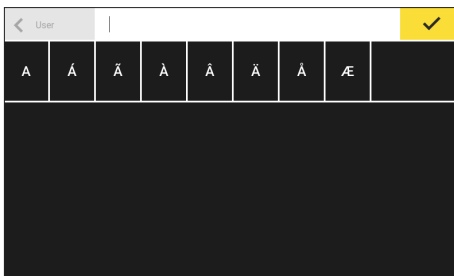 User
A Á Ã À Â Ä Å Æ